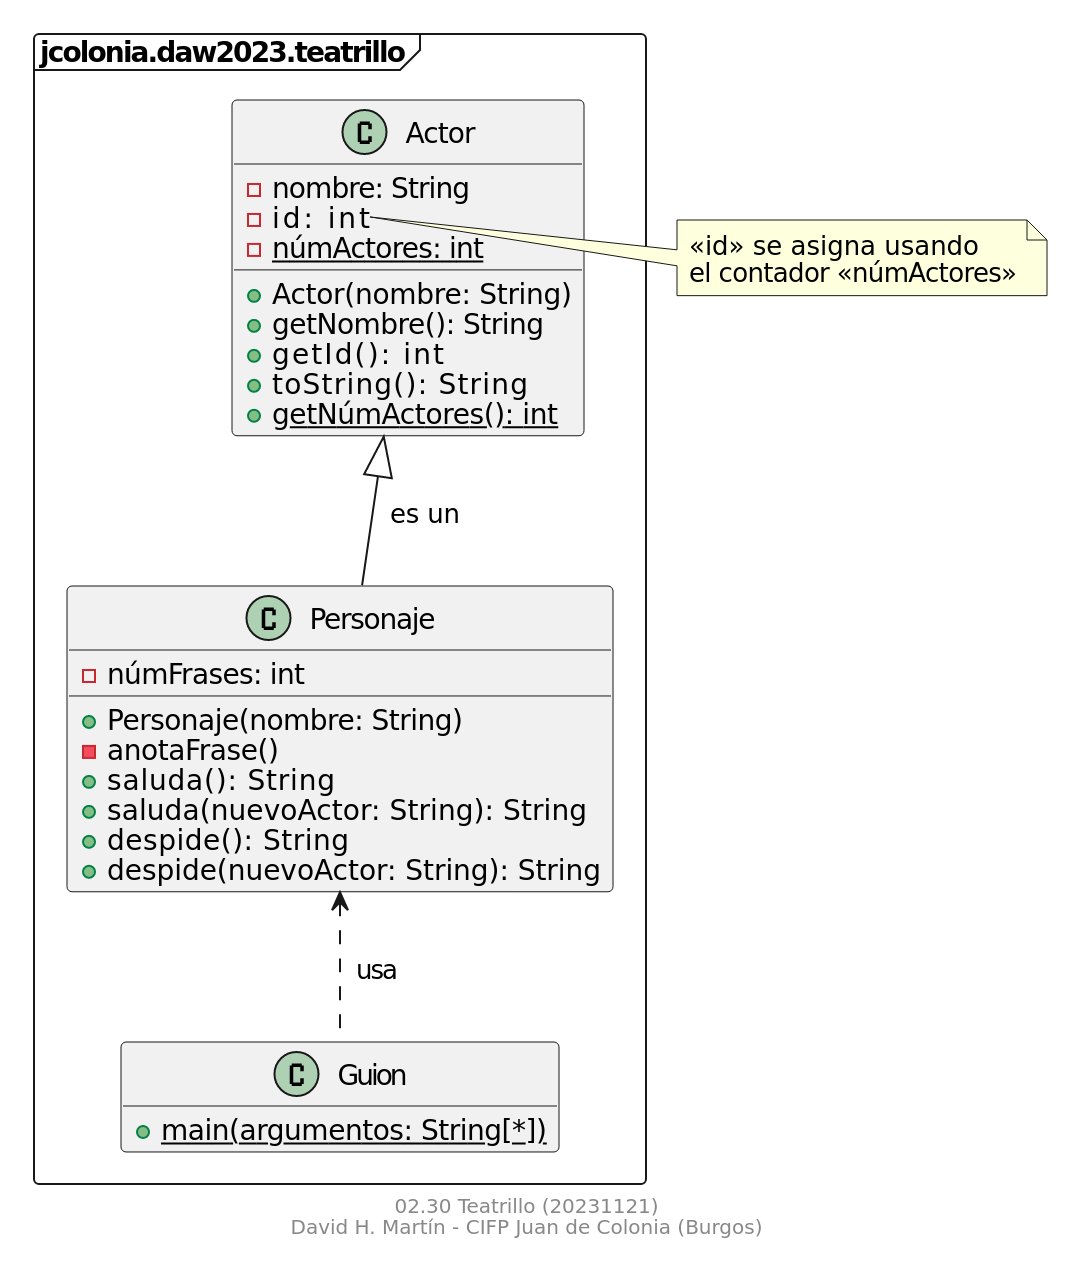 jcolonia.daw2023.teatrillo
C Actor
nombre: String
id: int
númActores: int
«id» se asigna usando
el contador «númActores»
Actor(nombre: String)
getNombre(): String
getId(): int
toString(): String
getNúmActores(): int
es un
C Personaje
númFrases: int
Personaje(nombre: String)
anotaFrase()
saluda(): String
saluda(nuevoActor: String): String
despide(): String
despide(nuevoActor: String): String
usa
C Guion
main(argumentos: String[*])
02.30 Teatrillo (20231121)
David H. Martín - CIFP Juan de Colonia (Burgos)